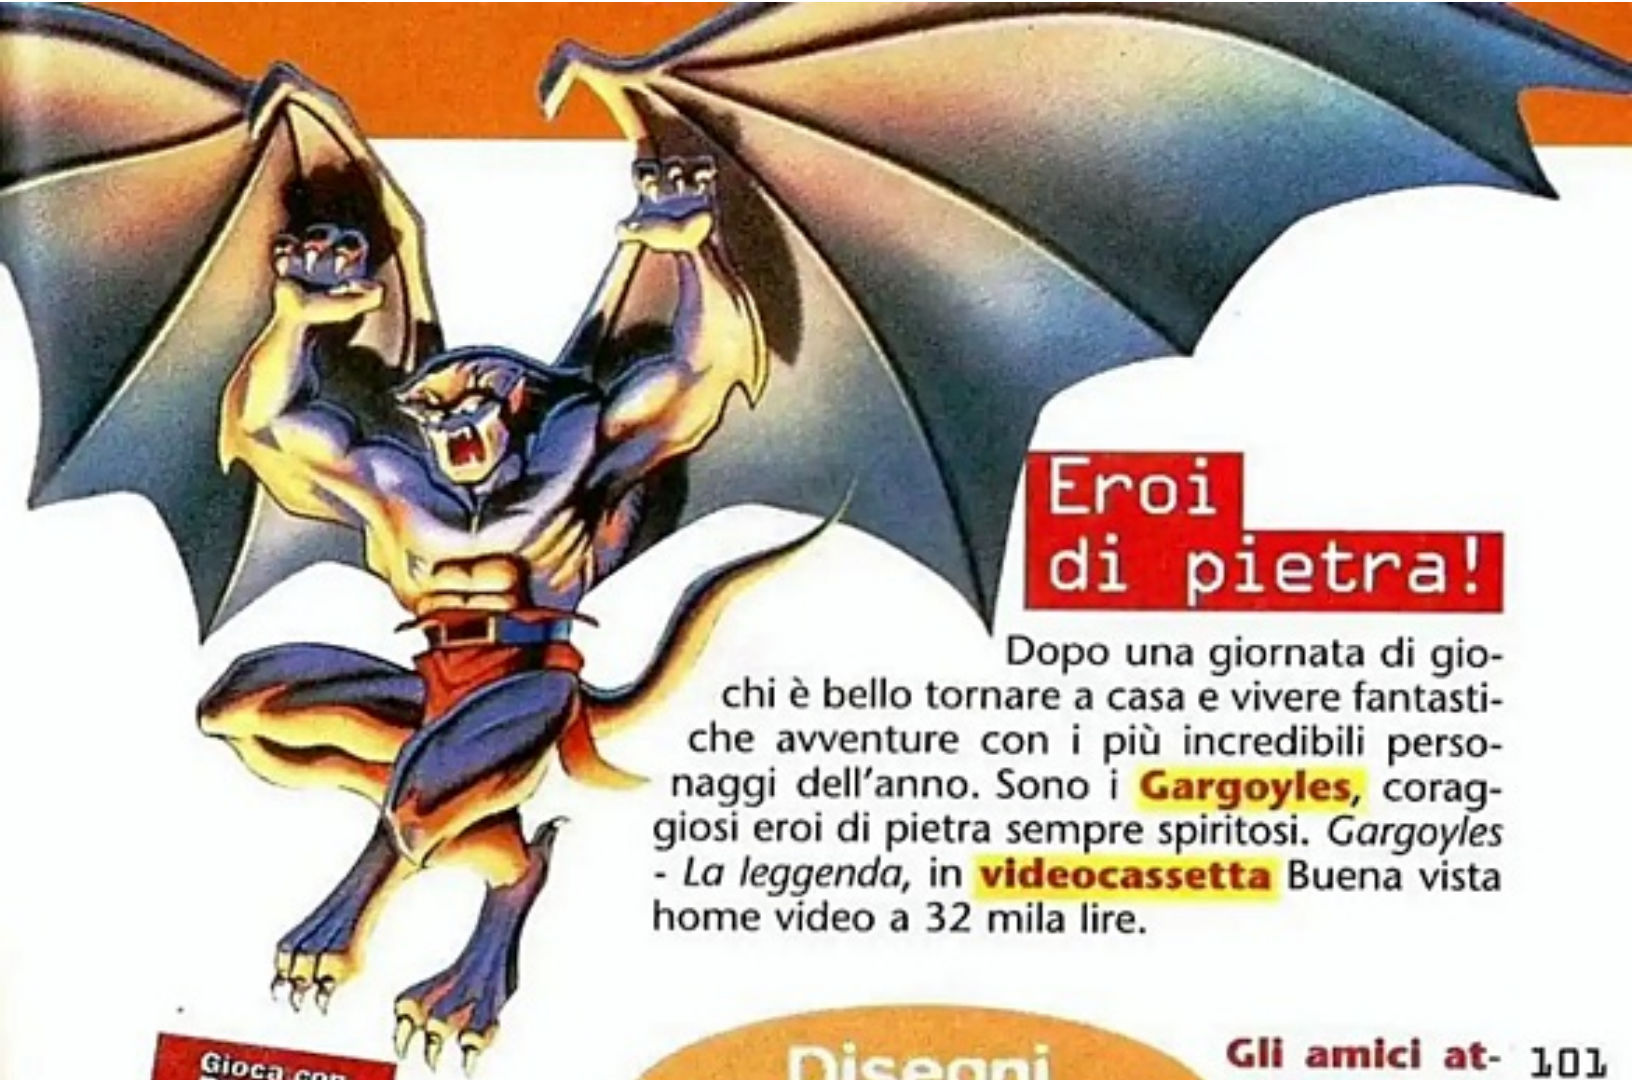 Eroi
di pietra!
Dopo una giornata di gio-
chi è bello tornare a casa e vivere fantasti-
che avventure con i più incredibili perso-
naggi dell'anno. Sono i Gargoyles, corag-
giosi eroi di pietra sempre spiritosi. Gargoyles
- La leggenda, in videocassetta Buena vista
home video a 32 mila lire.
Gioca con
Disegni
Gli amici at-
101